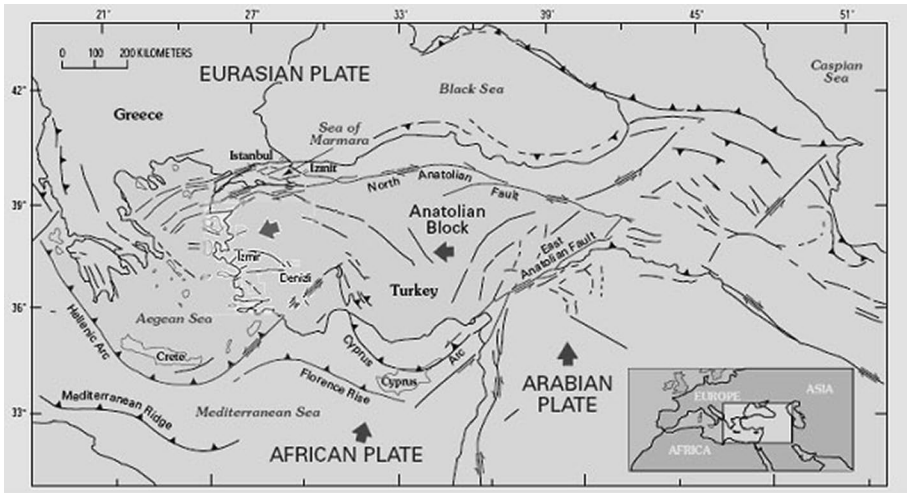 21°
27°
33°
39°
45°
51°
0 100 200 KILOMETERS
EURASIAN PLATE
Caspian
Sea
42°
Black Sea
Greece
Sea of
Marmara
Istanbul
Izmit
North Anatolian Fault
39°
Anatolian
Block
East
Anatolian Fault
Izmir
Denizli
Turkey
36°
Aegean Sea
Hellenic Arc
Crete
Cyprus Arc
Cyprus
Florence Rise
ARABIAN
PLATE
Mediterranean Ridge
33°
Mediterranean Sea
AFRICAN PLATE
EUROPE
ASIA
AFRICA